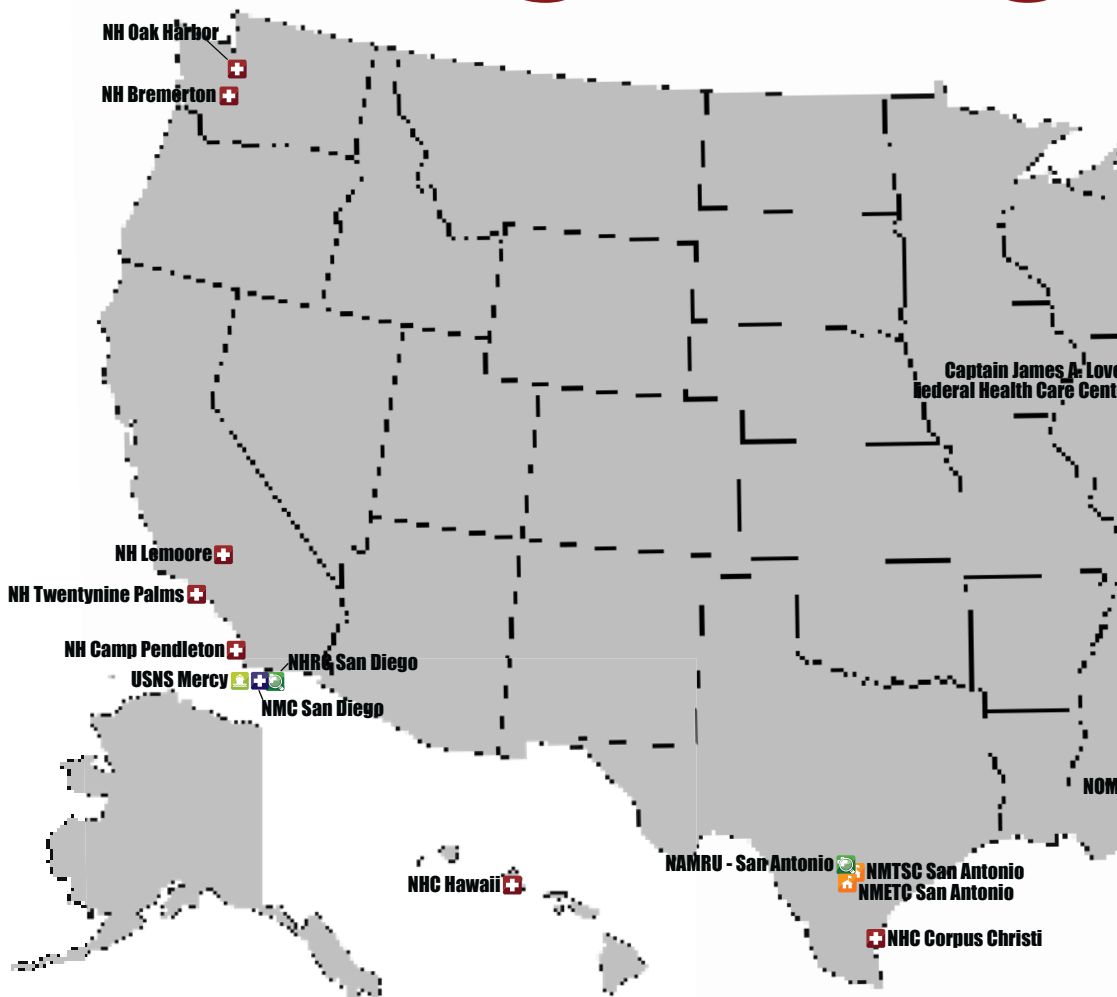 NH Oak Harbor
NH Bremerton
Captain James A. Love
Federal Health Care Cent
NH Lemoore
NH Twentynine Palms
NH Camp Pendleton
NHRC San Diego
USNS Mercy
NMC San Diego
NOM
NAMRU - San Antonio
NMTSC San Antonio
NHC Hawaii
NMETC San Antonio
NHC Corpus Christi